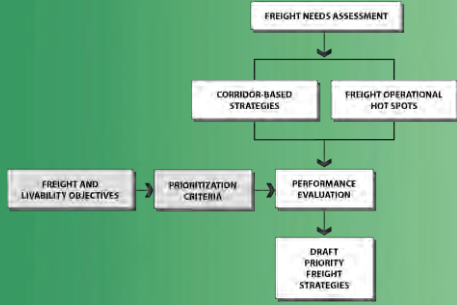 FREIGHT NEEDS ASSESSMENT
CORRIDOR-BASED
STRATEGIES
FREIGHT OPERATIONAL
HOT SPOTS
FREIGHT AND
LIVABILITY OBJECTIVES
PRIORITIZATION
CRITERIA
PERFORMANCE
EVALUATION
DRAFT
PRIORITY
FREIGHT
STRATEGIES